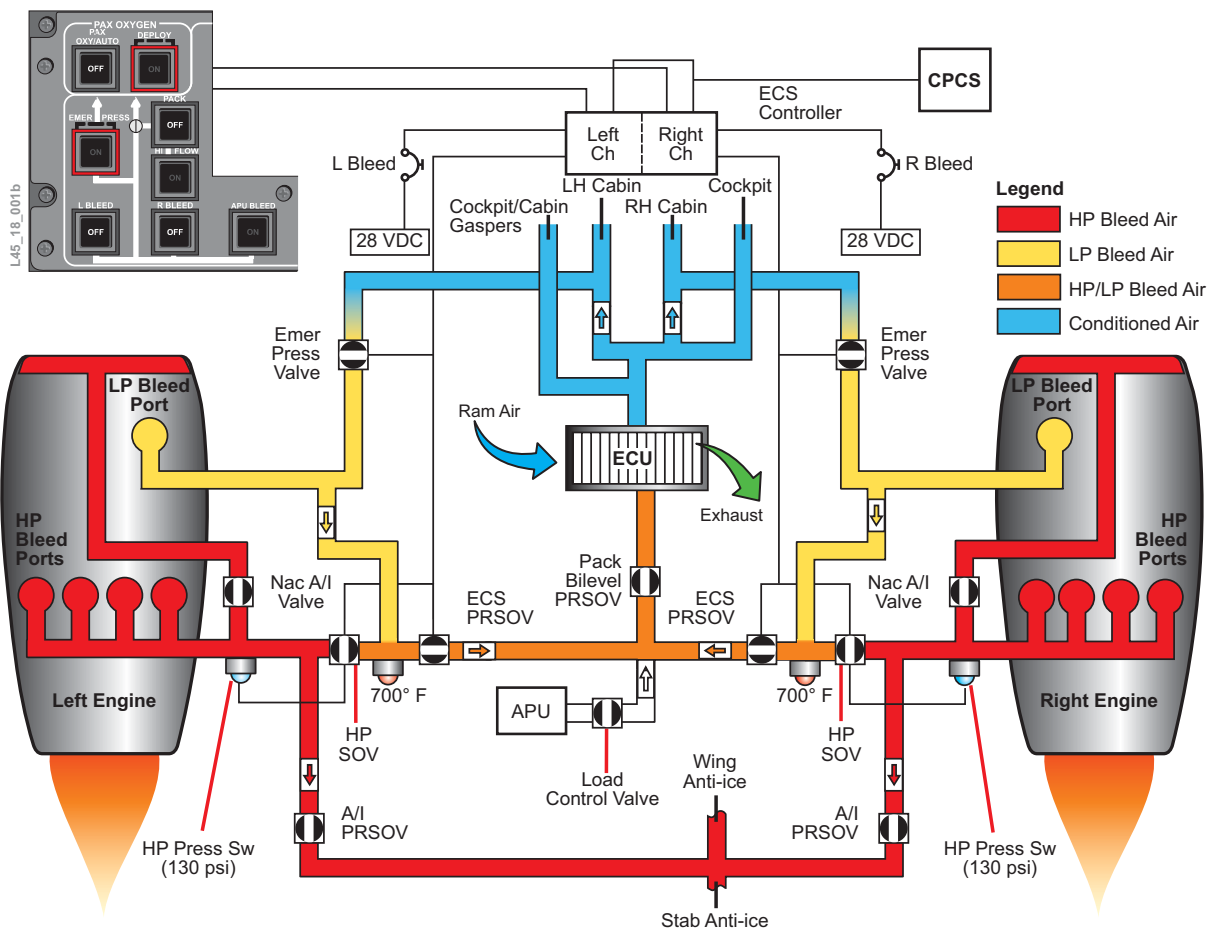 PAX OXYGEN
PAX
OXY/AUTO
DEPLOY
OFF
ON
PACK
EMER PRESS
OFF
ON
HI FLOW
ON
L BLEED
R BLEED
APU BLEED
OFF
OFF
ON
L45_18_001b
CPCS
ECS
Controller
Left
Ch
Right
Ch
L Bleed
R Bleed
28 VDC
28 VDC
LH Cabin
Cockpit
Cockpit/Cabin
Gaspers
RH Cabin
Legend
HP Bleed Air
LP Bleed Air
HP/LP Bleed Air
Conditioned Air
Emer
Press
Valve
Emer
Press
Valve
LP Bleed
Port
LP Bleed
Port
Ram Air
ECU
Exhaust
HP
Bleed
Ports
HP
Bleed
Ports
Nac A/I
Valve
Nac A/I
Valve
Pack
Bilevel
PRSOV
ECS
PRSOV
ECS
PRSOV
700° F
700° F
Left Engine
Right Engine
APU
HP
SOV
HP
SOV
Load
Control Valve
Wing
Anti-ice
A/I
PRSOV
A/I
PRSOV
HP Press Sw
(130 psi)
HP Press Sw
(130 psi)
Stab Anti-ice